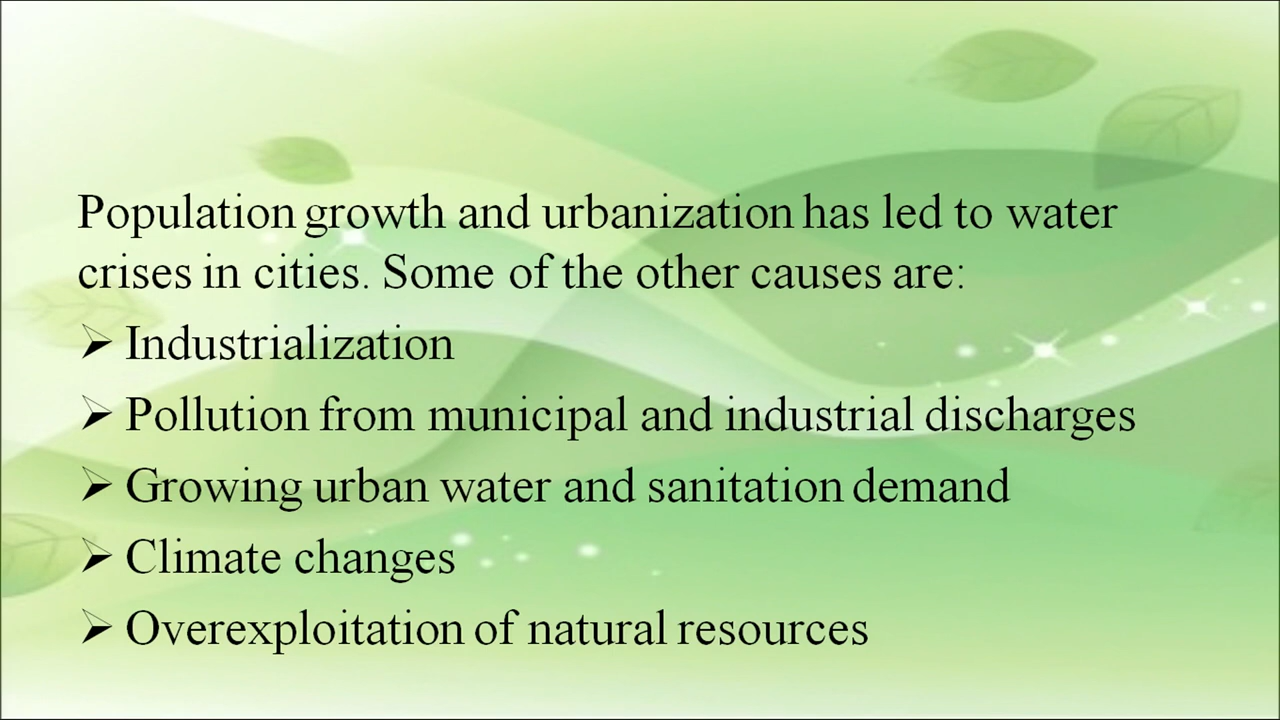 Population growth and urbanization has led to water
crises in cities. Some of the other causes are:
➢ Industrialization
➢ Pollution from municipal and industrial discharges
➢ Growing urban water and sanitation demand
➢ Climate changes
➢ Overexploitation of natural resources